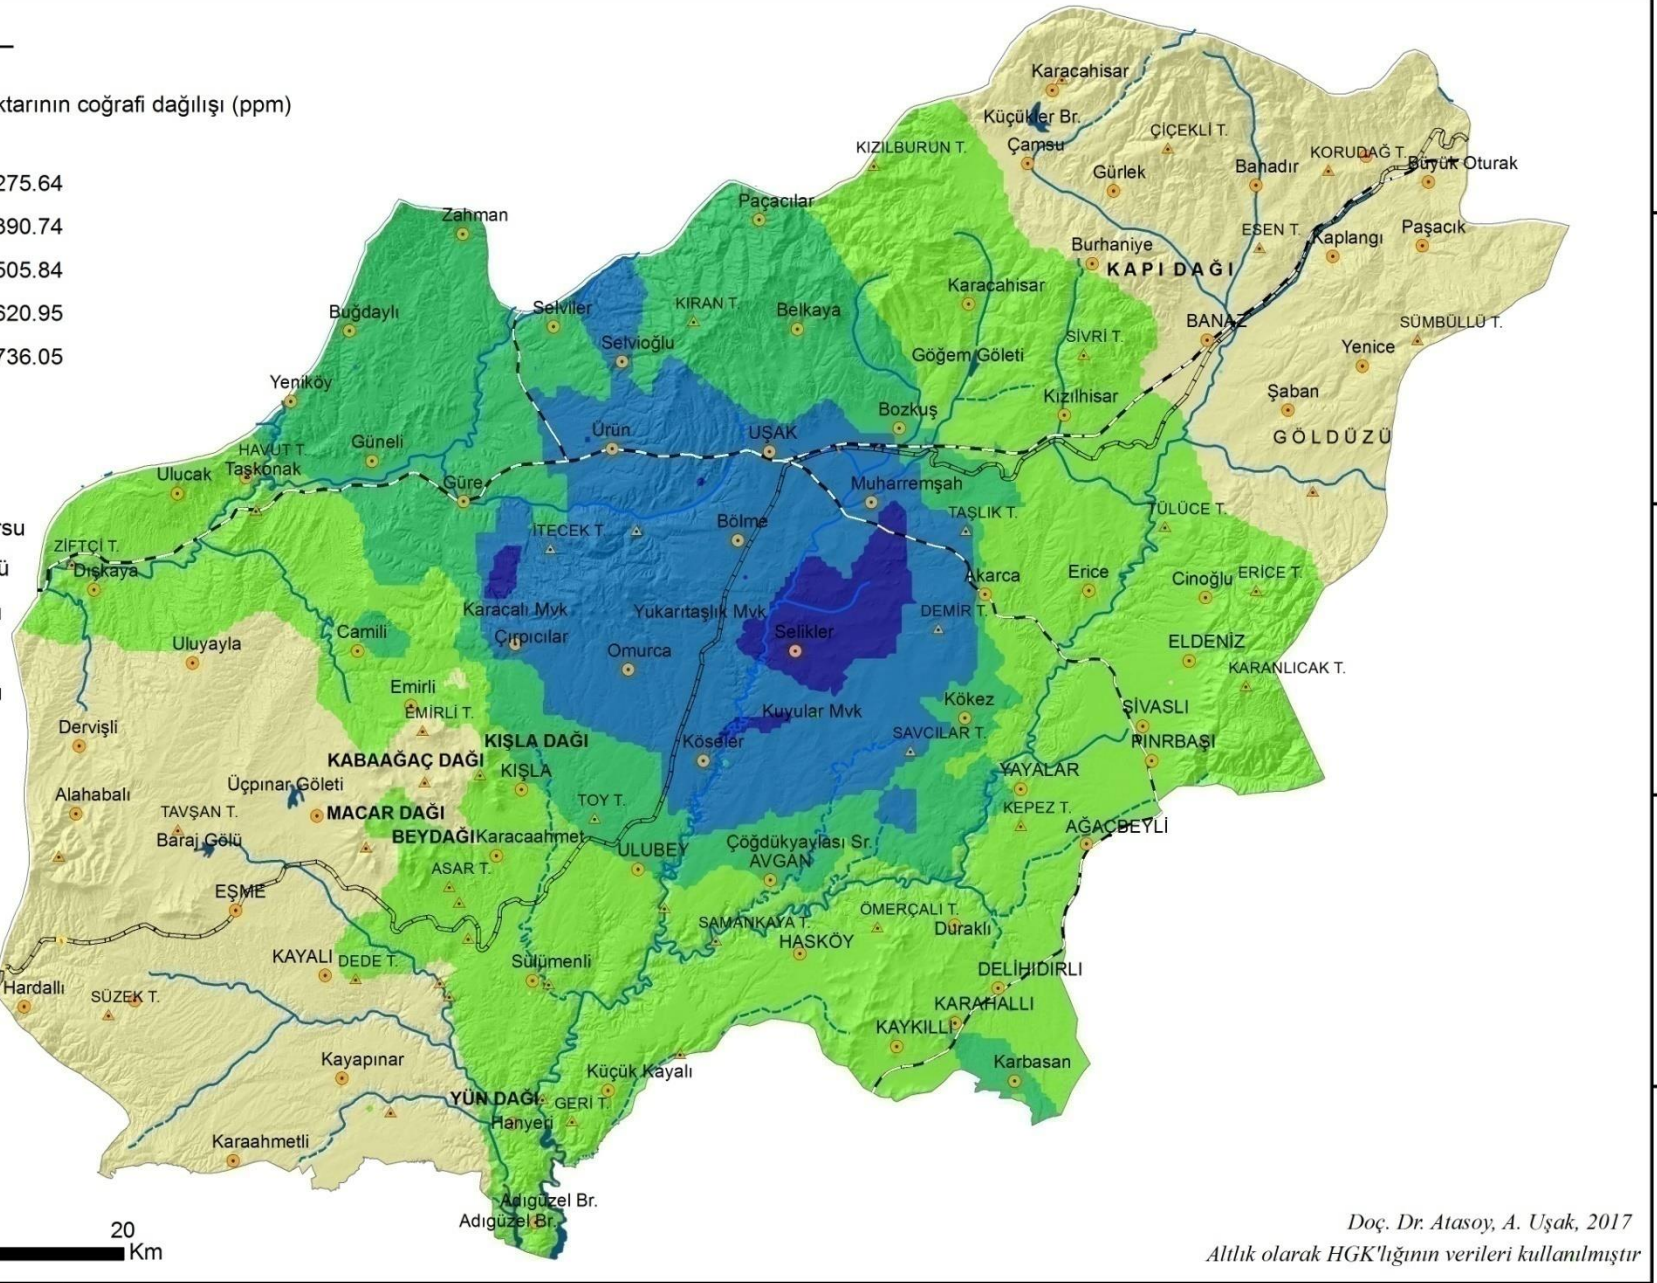 ktarının coğrafi dağılışı (ppm)
275.64
390.74
505.84
620.95
736.05
rsu
ü
Karacahisar
Küçükler Br.
Çamsu
ÇİÇEKLİ T.
KIZILBURUN T.
Gürlek
Banadır
KORUDAĞ T.
Büyük Oturak
Paçacılar
Zahman
ESEN T.
Kaplangı
Paşacık
Burhaniye
KAPI DAĞI
Karacahisar
Selviler
KIRAN T.
Belkaya
Buğdaylı
BANAZ
SÜMBÜLLÜ T.
Selvioğlu
Göğem Göleti
SİVRİ T.
Yenice
Yeniköy
Şaban
Kızılhisar
Bozkuş
Ürün
UŞAK
GÖLDÜZÜ
Güneli
HAVUT T.
Taşkonak
Ulucak
Güre
Muharremşah
TAŞLIK T.
TÜLÜCE T.
İTECEK T.
Bölme
ZİFTÇİ T.
Dışkaya
Akarca
Erice
Cinoğlu
ERİCE T.
Karacalı Mvk
Yukarıtaşlık Mvk
DEMİR T.
Çırpıcılar
Selikler
Camili
Uluyayla
Omurca
ELDENİZ
KARANLICAK T.
Emirli
EMİRLİ T.
Kökez
Kuyular Mvk
SİVASLI
Dervişli
KIŞLA DAĞI
Köseler
SAVCILAR T.
PINRBAŞI
KABAAĞAÇ DAĞI
KIŞLA
YAYALAR
Üçpınar Göleti
Alahabalı
TAVŞAN T.
MACAR DAĞI
TOY T.
KEPEZ T.
AĞAÇBEYLİ
Baraj Gölü
BEYDAĞI
Karacaahmet
ULUBEY
Çöğdükyaylası Sr.
AVGAN
ASAR T.
EŞME
SAMANKAYA T.
ÖMERÇALI T.
Duraklı
HASKÖY
KAYALI
DEDE T.
Sülümenli
DELİHIDIRLI
Hardallı
SÜZEK T.
KARAHALLI
KAYKILLI
Kayapınar
Küçük Kayalı
Karbasan
YÜN DAĞI
GERİ T.
Hanyeri
Karaahmetli
Adıgüzel Br.
Adıgüzel Br.
20
Km
Doç. Dr. Atasoy, A. Uşak, 2017
Altlık olarak HGK'lığının verileri kullanılmıştır